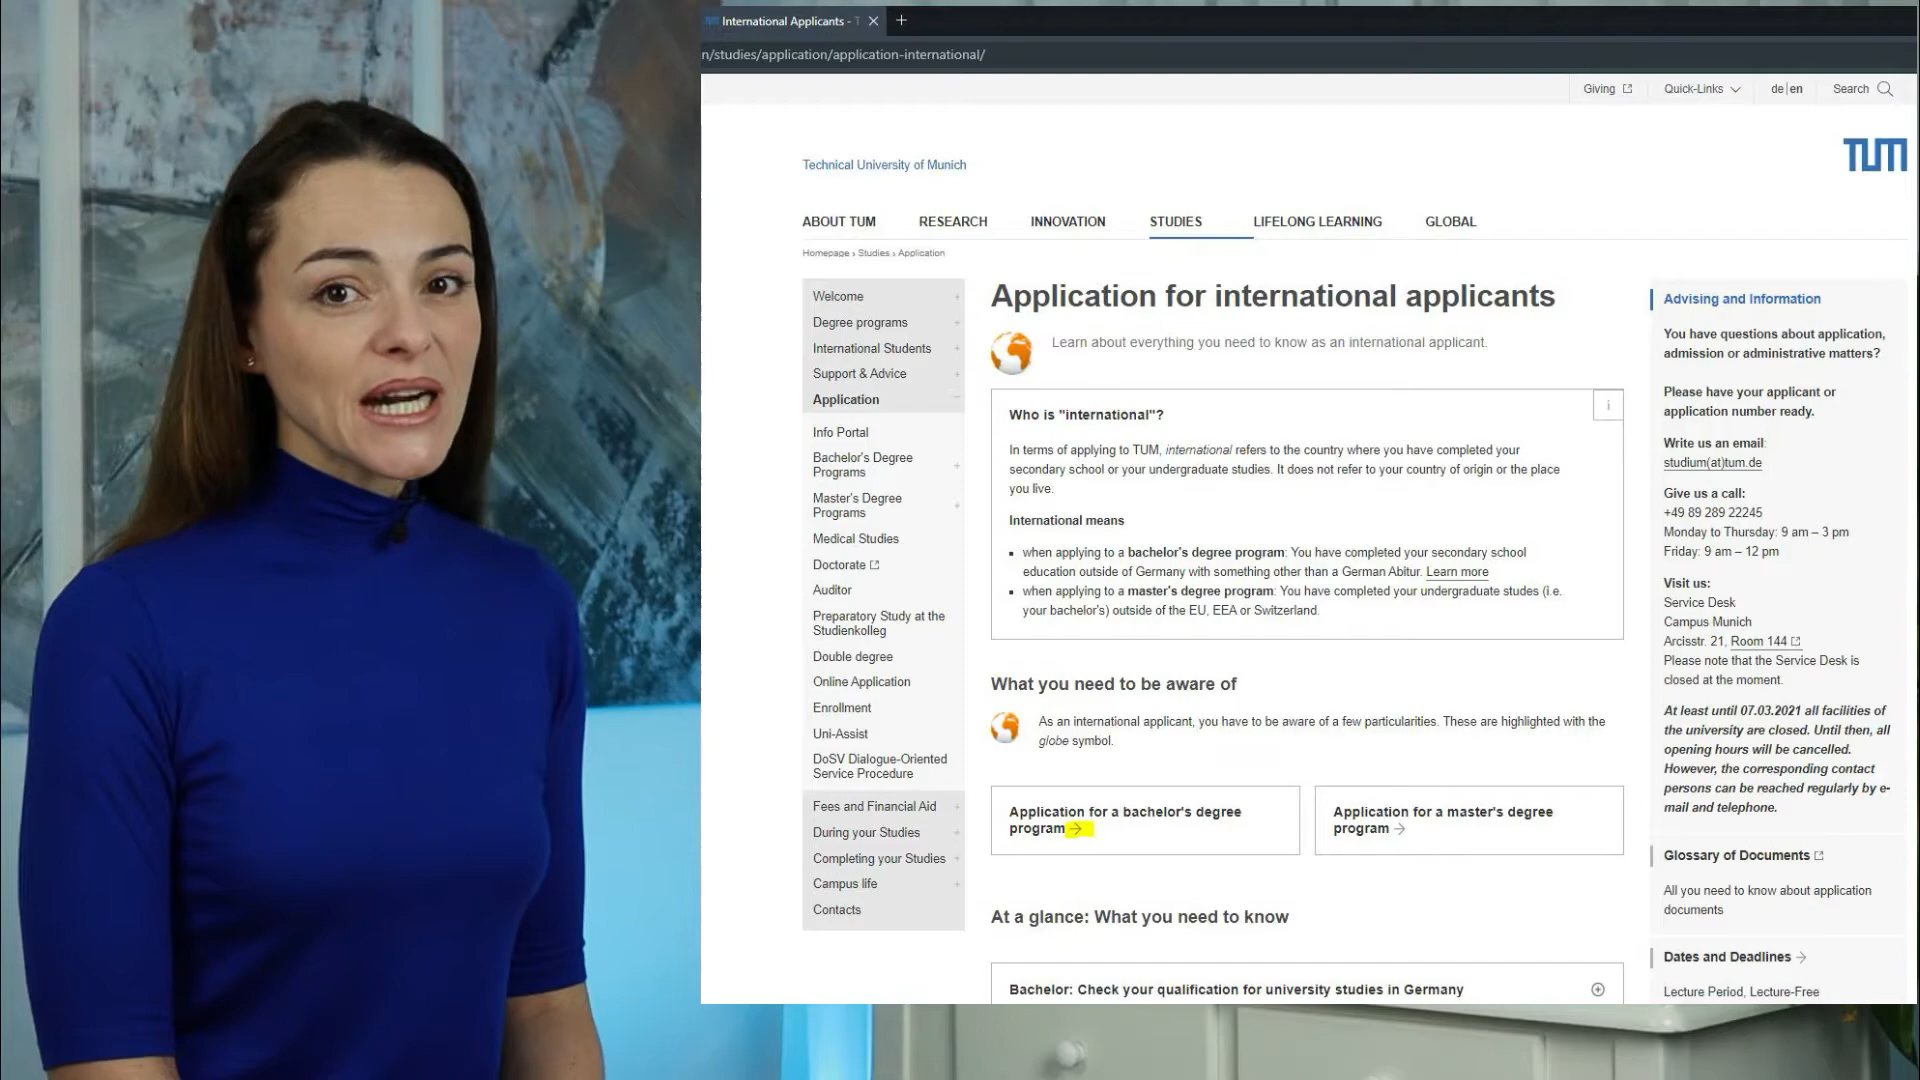 International Applicants - T
n/studies/application/application-international/
Giving
Quick-Links
de|en
Search
TUM
Technical University of Munich
ABOUT TUM
RESEARCH
INNOVATION
STUDIES
LIFELONG LEARNING
GLOBAL
Homepage › Studies › Application
Welcome
Degree programs
International Students
Support & Advice
Application
Info Portal
Bachelor's Degree
Programs
Master's Degree
Programs
Medical Studies
Doctorate
Auditor
Preparatory Study at the
Studienkolleg
Double degree
Online Application
Enrollment
Uni-Assist
DoSV Dialogue-Oriented
Service Procedure
Fees and Financial Aid
During your Studies
Completing your Studies
Campus life
Contacts
Application for international applicants
Learn about everything you need to know as an international applicant.
i
Who is "international"?
In terms of applying to TUM, international refers to the country where you have completed your
secondary school or your undergraduate studies. It does not refer to your country of origin or the place
you live.
International means
when applying to a bachelor's degree program: You have completed your secondary school
education outside of Germany with something other than a German Abitur. Learn more
when applying to a master's degree program: You have completed your undergraduate studes (i.e.
your bachelor's) outside of the EU, EEA or Switzerland.
What you need to be aware of
As an international applicant, you have to be aware of a few particularities. These are highlighted with the
globe symbol.
Application for a bachelor's degree
program →
Application for a master's degree
program →
At a glance: What you need to know
Bachelor: Check your qualification for university studies in Germany
Advising and Information
You have questions about application,
admission or administrative matters?
Please have your applicant or
application number ready.
Write us an email:
studium(at)tum.de
Give us a call:
+49 89 289 22245
Monday to Thursday: 9 am – 3 pm
Friday: 9 am – 12 pm
Visit us:
Service Desk
Campus Munich
Arcisstr. 21, Room 144
Please note that the Service Desk is
closed at the moment.
At least until 07.03.2021 all facilities of
the university are closed. Until then, all
opening hours will be cancelled.
However, the corresponding contact
persons can be reached regularly by e-
mail and telephone.
Glossary of Documents
All you need to know about application
documents
Dates and Deadlines →
Lecture Period, Lecture-Free